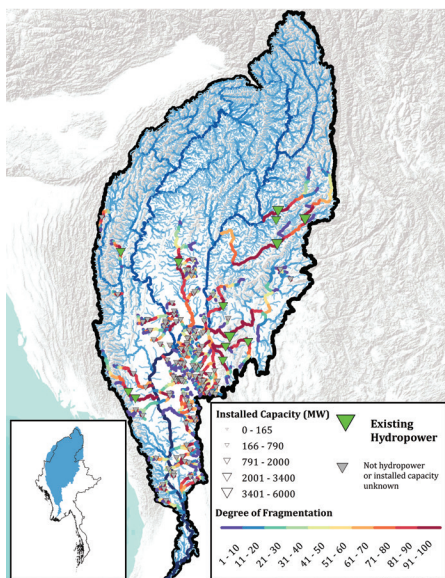 Installed Capacity (MW)
0 - 165
166 - 790
791 - 2000
2001 - 3400
3401 - 6000
Existing
Hydropower
Not hydropower
or installed capacity
unknown
Degree of Fragmentation
1 - 10
11 - 20
21 - 30
31 - 40
41 - 50
51 - 60
61 - 70
71 - 80
81 - 90
91 - 100